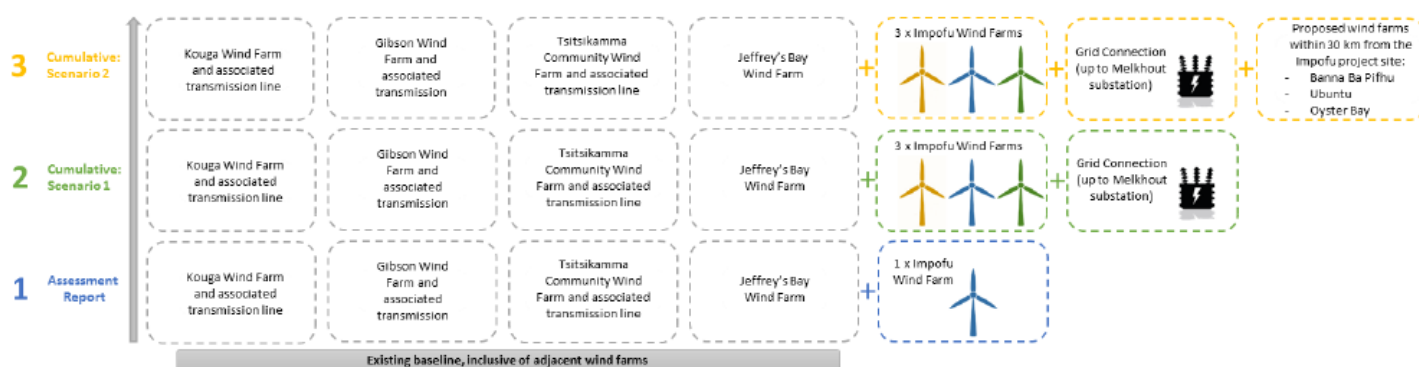 3 Cumulative: Scenario 2
Kouga Wind Farm
and associated
transmission line
Gibson Wind
Farm and
associated
transmission
Tsitsikamma
Community Wind
Farm and associated
transmission line
Jeffrey's Bay
Wind Farm
+
3 x Impofu Wind Farms
+
Grid Connection
(up to Melkhout
substation)
+
Proposed wind farms
within 30 km from the
Impofu project site:
- Banna Ba Pifhu
- Ubuntu
- Oyster Bay
2 Cumulative: Scenario 1
Kouga Wind Farm
and associated
transmission line
Gibson Wind
Farm and
associated
transmission
Tsitsikamma
Community Wind
Farm and associated
transmission line
Jeffrey's Bay
Wind Farm
+
3 x Impofu Wind Farms
+
Grid Connection
(up to Melkhout
substation)
1 Assessment Report
Kouga Wind Farm
and associated
transmission line
Gibson Wind
Farm and
associated
transmission
Tsitsikamma
Community Wind
Farm and associated
transmission line
Jeffrey's Bay
Wind Farm
+
1 x Impofu
Wind Farm
Existing baseline, inclusive of adjacent wind farms